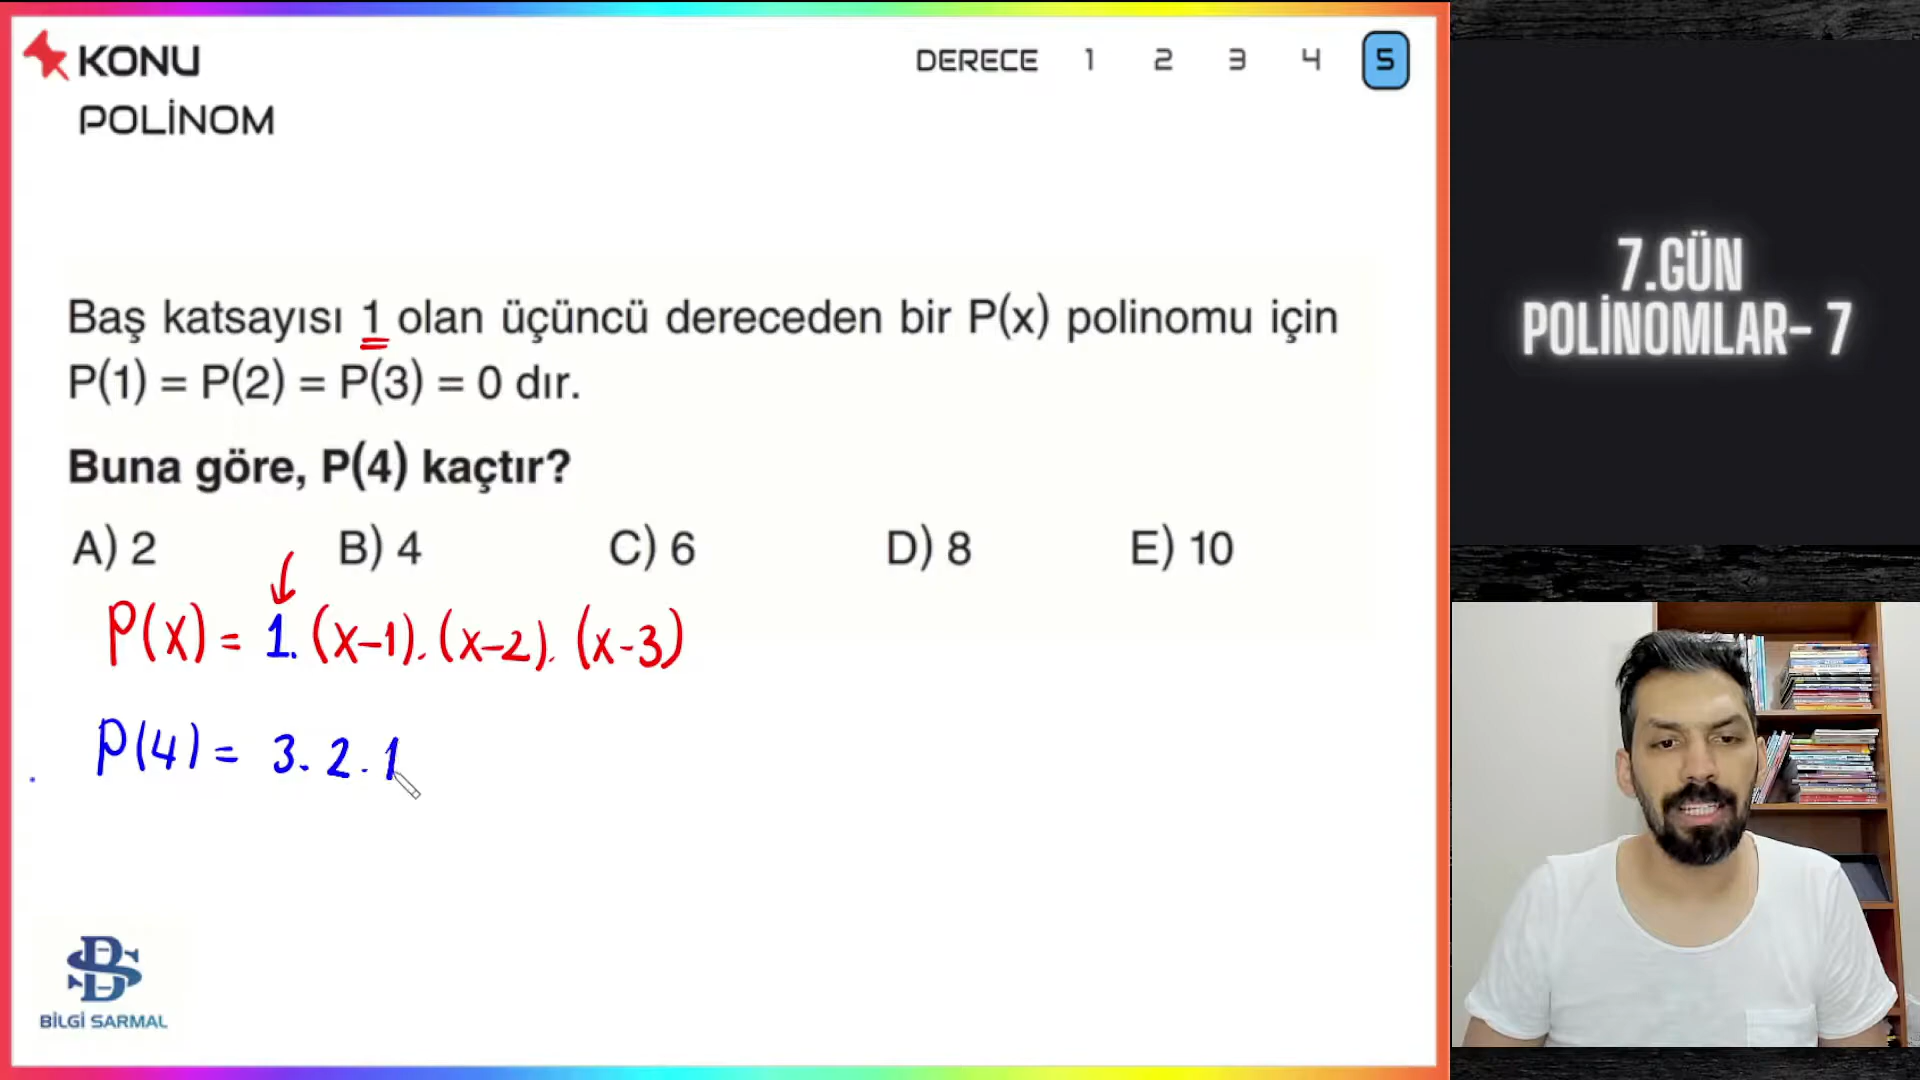 KONU
DERECE 1 2 3 4 5
POLİNOM
Baş katsayısı 1 olan üçüncü dereceden bir P(x) polinomu için
P(1) = P(2) = P(3) = 0 dır.
Buna göre, P(4) kaçtır?
A) 2 B) 4 C) 6 D) 8 E) 10
P(x) = 1. (x-1). (x-2). (x-3)
P(4) = 3. 2. 1
BİLGİ SARMAL
7.GÜN
POLİNOMLAR- 7